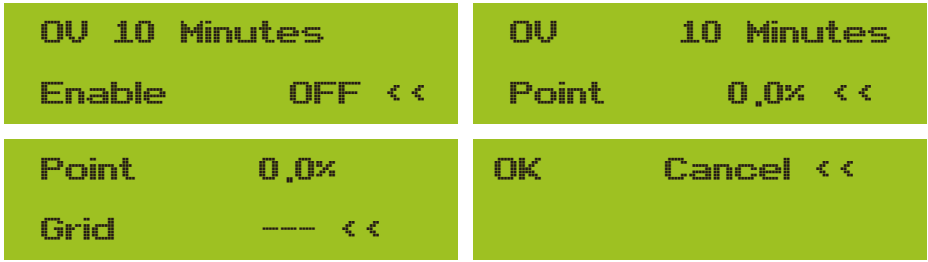 OV 10 Minutes
Enable OFF <<
OV 10 Minutes
Point 0.0% <<
Point 0.0%
Grid --- <<
OK Cancel <<